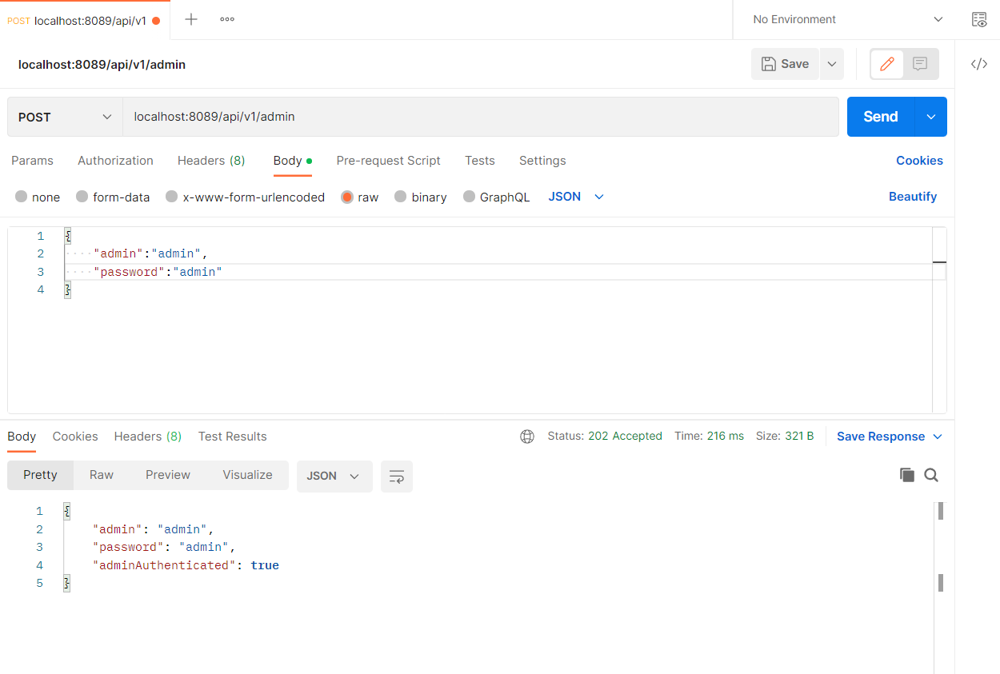 POST localhost:8089/api/v1 No Environment
localhost:8089/api/v1/admin Save
POST localhost:8089/api/v1/admin Send
Params Authorization Headers (8) Body Pre-request Script Tests Settings Cookies
none form-data x-www-form-urlencoded raw binary GraphQL JSON Beautify
1 {
2 "admin":"admin",
3 "password":"admin"
4 }
Body Cookies Headers (8) Test Results Status: 202 Accepted Time: 216 ms Size: 321 B Save Response
Pretty Raw Preview Visualize JSON
1 {
2 "admin": "admin",
3 "password": "admin",
4 "adminAuthenticated": true
5 }